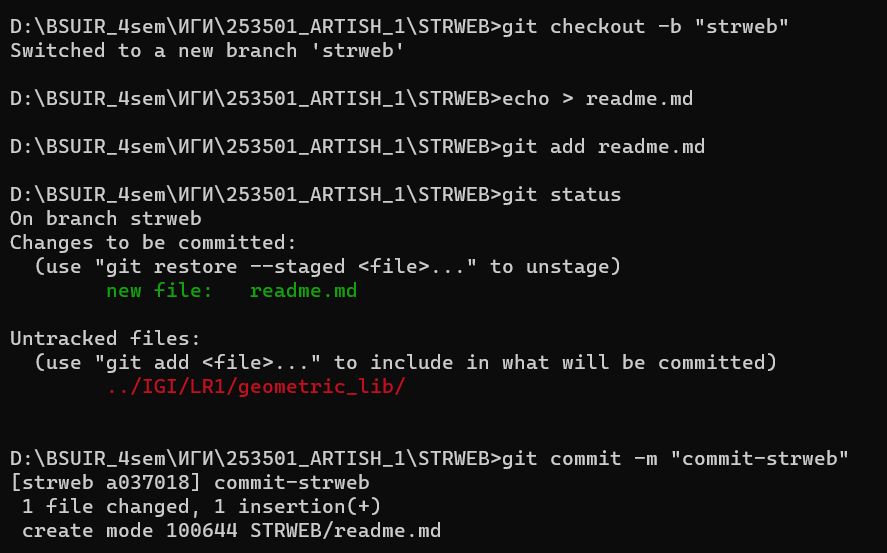 D:\BSUIR_4sem\ИГИ\253501_ARTISH_1\STRWEB>git checkout -b "strweb"
Switched to a new branch 'strweb'
D:\BSUIR_4sem\ИГИ\253501_ARTISH_1\STRWEB>echo > readme.md
D:\BSUIR_4sem\ИГИ\253501_ARTISH_1\STRWEB>git add readme.md
D:\BSUIR_4sem\ИГИ\253501_ARTISH_1\STRWEB>git status
On branch strweb
Changes to be committed:
  (use "git restore --staged <file>..." to unstage)
        new file:   readme.md
Untracked files:
  (use "git add <file>..." to include in what will be committed)
        ../IGI/LR1/geometric_lib/
D:\BSUIR_4sem\ИГИ\253501_ARTISH_1\STRWEB>git commit -m "commit-strweb"
[strweb a037018] commit-strweb
 1 file changed, 1 insertion(+)
 create mode 100644 STRWEB/readme.md